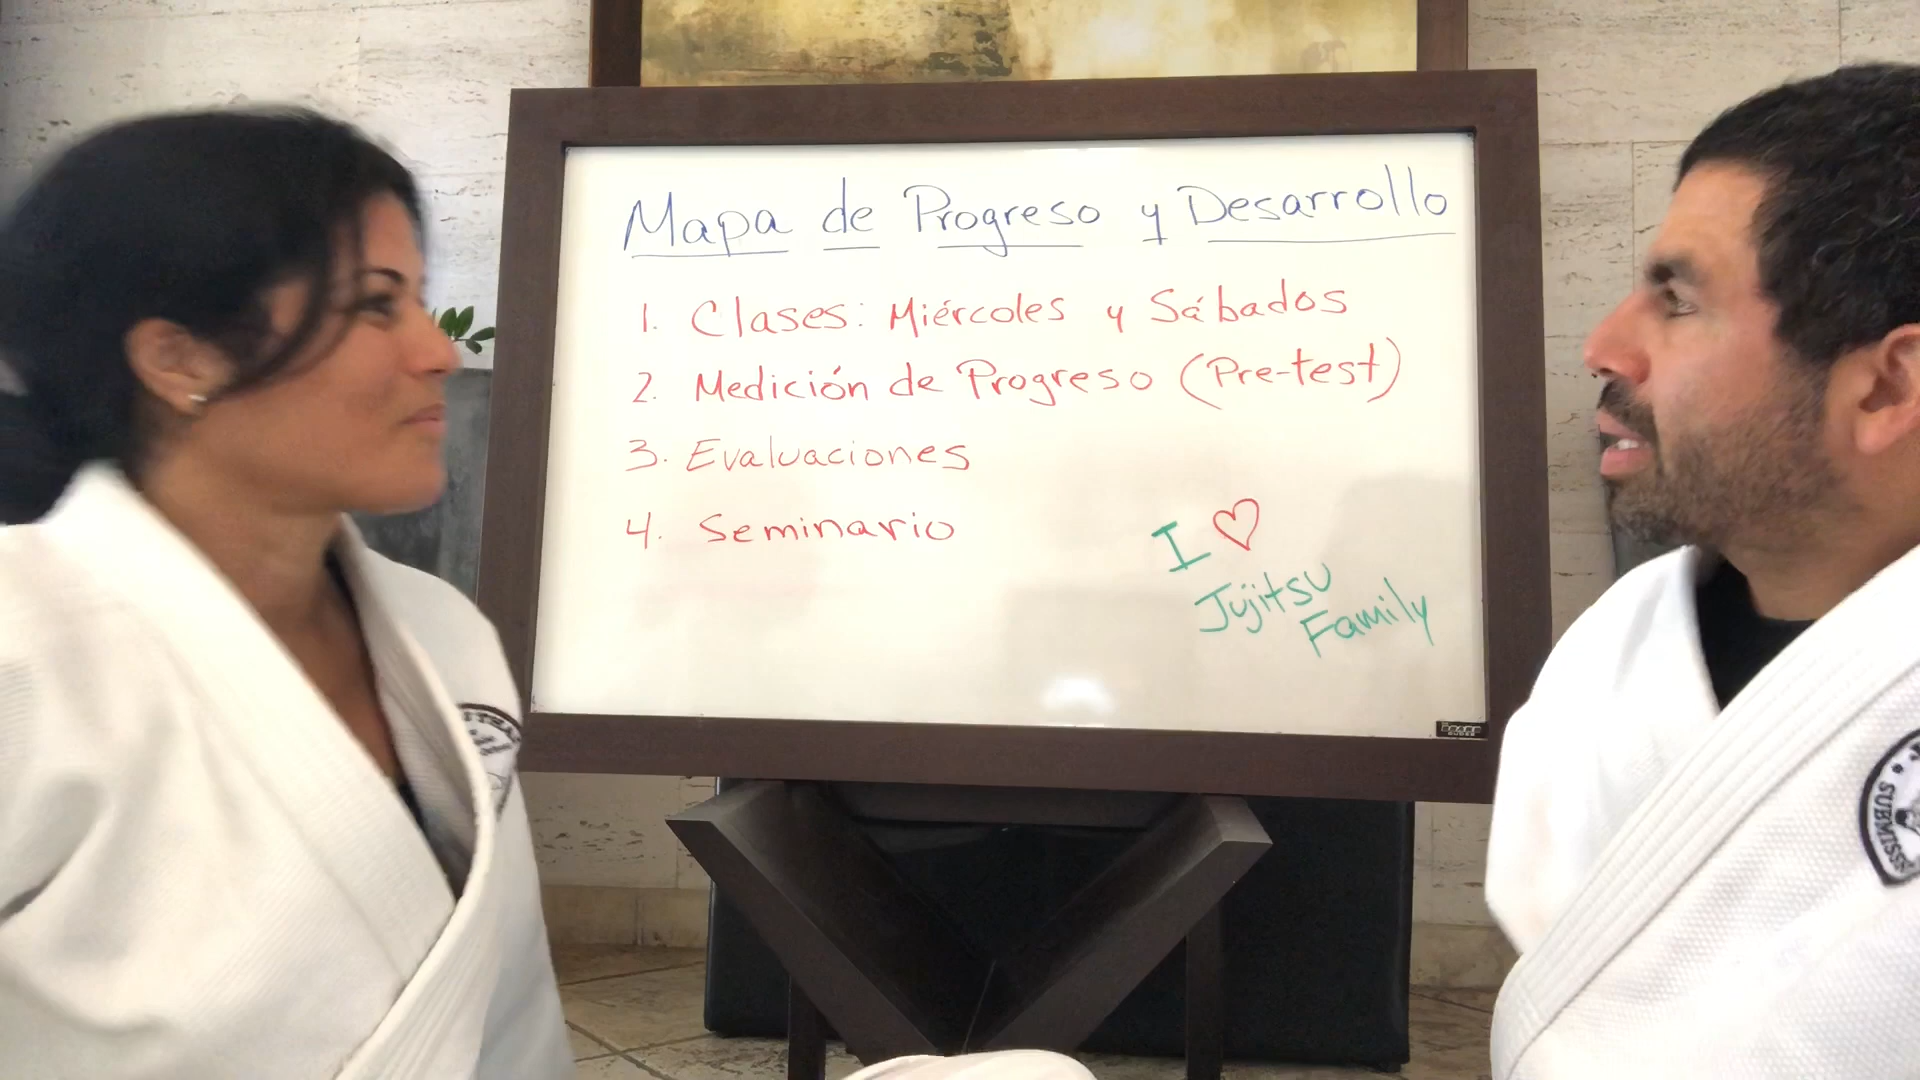 Mapa de Progreso y Desarrollo
1. Clases: Miércoles y Sábados
2. Medición de Progreso (Pre-test)
3. Evaluaciones
4. Seminario
I ♡
Jujitsu
Family